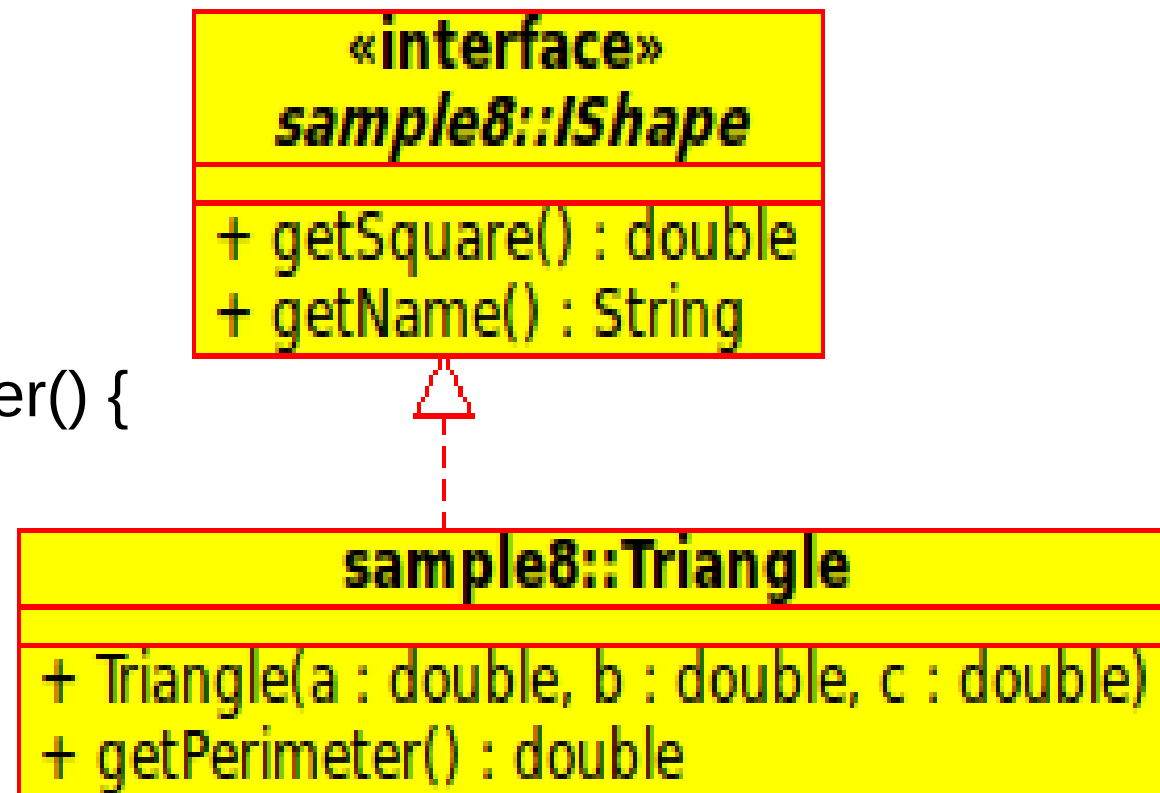 «interface»
sample8::IShape
+ getSquare() : double
+ getName() : String
er() {
sample8::Triangle
+ Triangle(a : double, b : double, c : double)
+ getPerimeter() : double